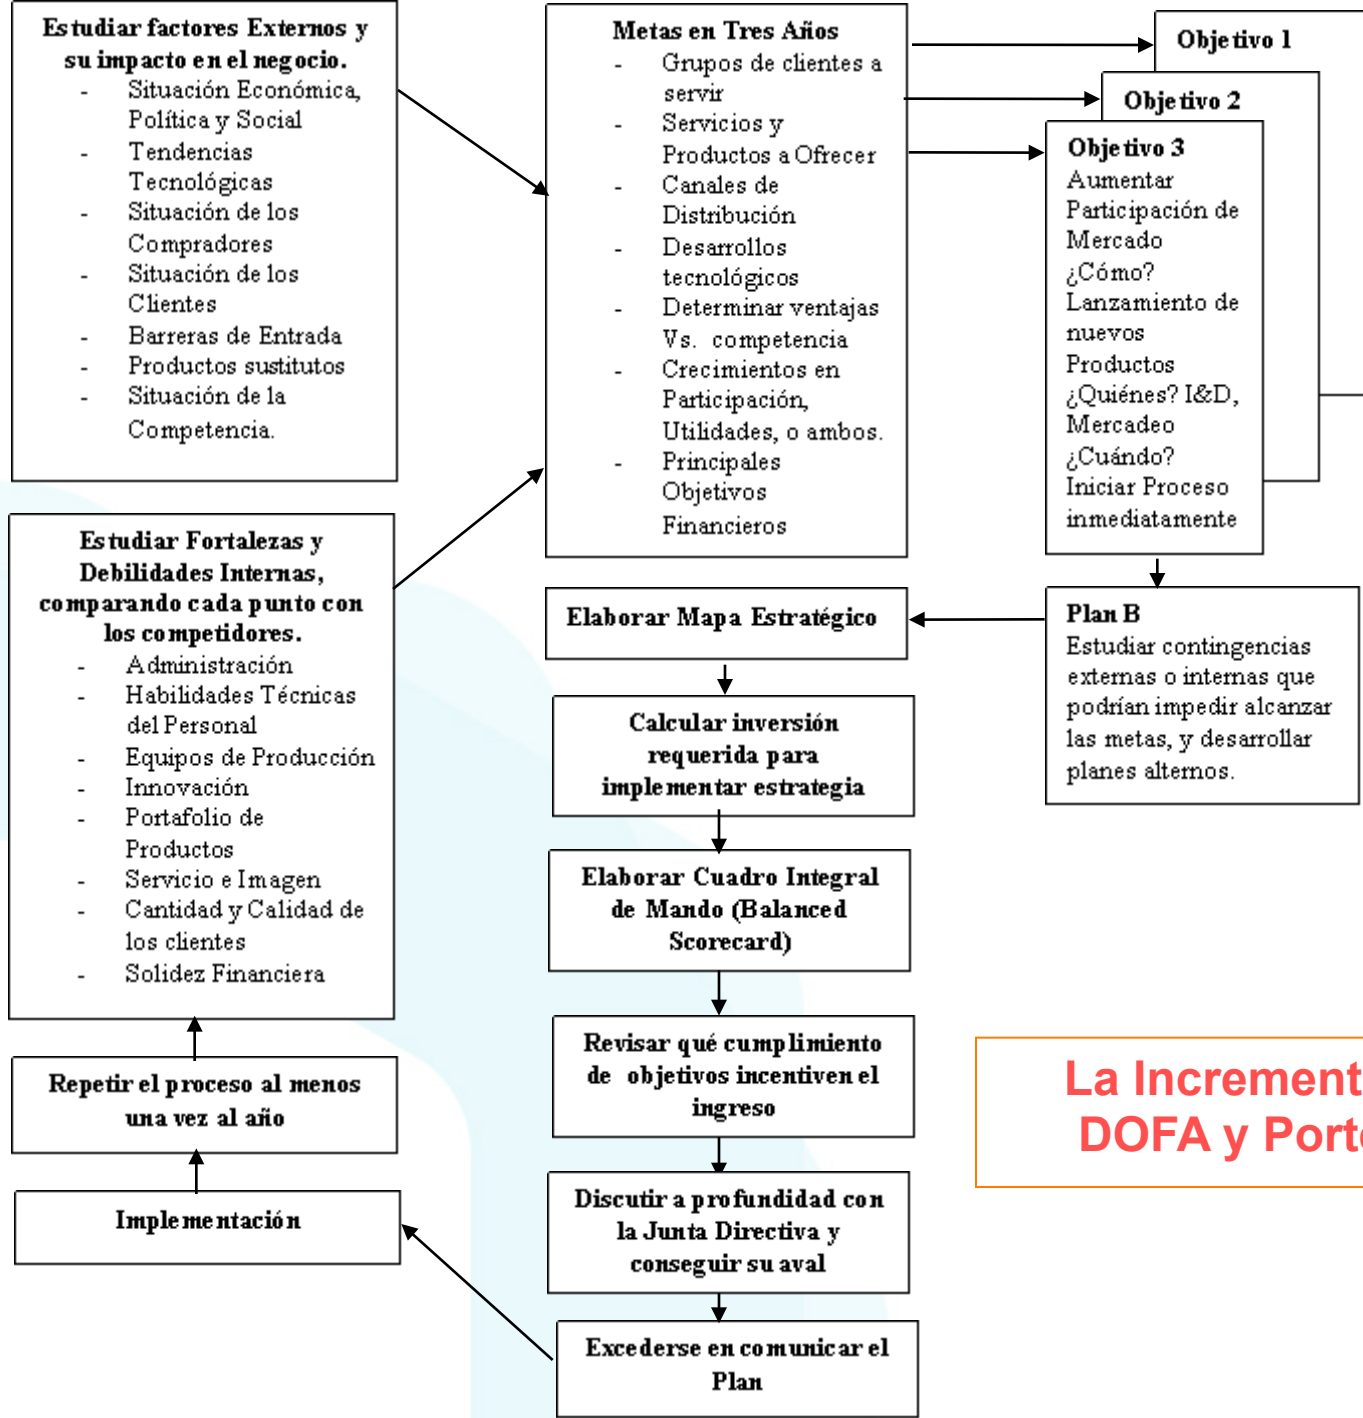 Estudiar factores Externos y
su impacto en el negocio.
- Situación Económica,
Política y Social
- Tendencias
Tecnológicas
- Situación de los
Compradores
- Situación de los
Clientes
- Barreras de Entrada
- Productos sustitutos
- Situación de la
Competencia.
Metas en Tres Años
- Grupos de clientes a
servir
- Servicios y
Productos a Ofrecer
- Canales de
Distribución
- Desarrollos
tecnológicos
- Determinar ventajas
Vs. competencia
- Crecimientos en
Participación,
Utilidades, o ambos.
- Principales
Objetivos
Financieros
Objetivo 1
Objetivo 2
Objetivo 3
Aumentar
Participación de
Mercado
¿Cómo?
Lanzamiento de
nuevos
Productos
¿Quiénes? I&D,
Mercadeo
¿Cuándo?
Iniciar Proceso
inmediatamente
Estudiar Fortalezas y
Debilidades Internas,
comparando cada punto con
los competidores.
- Administración
- Habilidades Técnicas
del Personal
- Equipos de Producción
- Innovación
- Portafolio de
Productos
- Servicio e Imagen
- Cantidad y Calidad de
los clientes
- Solidez Financiera
Plan B
Estudiar contingencias
externas o internas que
podrían impedir alcanzar
las metas, y desarrollar
planes alternos.
Elaborar Mapa Estratégico
Calcular inversión
requerida para
implementar estrategia
Elaborar Cuadro Integral
de Mando (Balanced
Scorecard)
Revisar qué cumplimiento
de objetivos incentiven el
ingreso
Discutir a profundidad con
la Junta Directiva y
conseguir su aval
Excederse en comunicar el
Plan
Implementación
Repetir el proceso al menos
una vez al año
La Increment
DOFA y Port